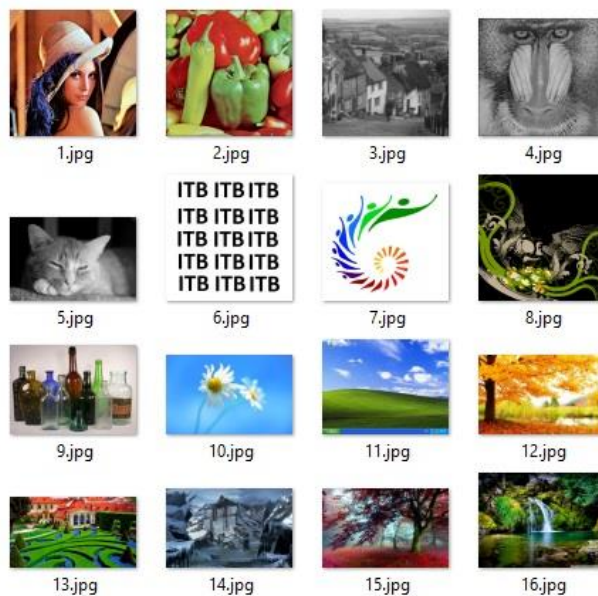 1.jpg
2.jpg
3.jpg
4.jpg
ITB ITB ITB
ITB ITB ITB
ITB ITB ITB
ITB ITB ITB
ITB ITB ITB
5.jpg
6.jpg
7.jpg
8.jpg
9.jpg
10.jpg
11.jpg
12.jpg
13.jpg
14.jpg
15.jpg
16.jpg